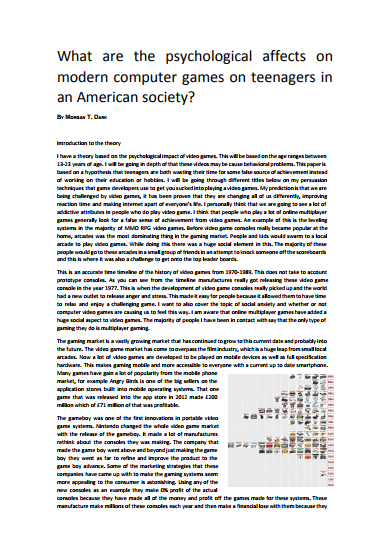 What are the psychological affects on
modern computer games on teenagers in
an American society?
By Morgan T. Dark
Introduction to the theory
I have a theory based on the psychological impact of video games. This will be based on the age ranges between
13-23 years of age. I will be going in depth of that these videos may be cause behavioral problems. This paper is
based on a hypothesis that teenagers are both wasting their time for some false source of achievement instead
of working on their education or hobbies. I will be going through different titles below on my persuasion
techniques that game developers use to get you sucked into playing a video games. My prediction is that we are
being challenged by video games, it has been proven that they are changing all of us differently, improving
reaction time and making internet apart of everyone's life. I personally think that we are going to see a lot of
addictive attributes in people who do play video game. I think that people who play a lot of online multiplayer
games generally look for a false sense of achievement from video games. An example of this is the leveling
systems in the majority of MMO RPG video games. Before video game consoles really became popular at the
home, arcades was the most dominating thing in the gaming market. People and kids would swarm to a local
arcade to play video games. While doing this there was a huge social element in this. The majority of these
people would go to these arcades in a small group of friends in an attempt to knock someone off the scoreboards
and this is where it was also a challenge to get onto the top leader boards.
This is an accurate time timeline of the history of video games from 1970-1989. This does not take to account
prototype consoles. As you can see from the timeline manufactures really got releasing these video game
console in the year 1977. This is when the development of video game consoles really picked up and the world
had a new outlet to release anger and stress. This made it easy for people because it allowed them to have time
to relax and enjoy a challenging game. I want to also cover the topic of social anxiety and whether or not
computer video games are causing us to feel this way. I am aware that online multiplayer games have added a
huge social aspect to video games. The majority of people I have been in contact with say that the only type of
gaming they do is multiplayer gaming.
The gaming market is a vastly growing market that has continued to grow to this current date and probably into
the future. The video game market has come to overpass the film industry, which is a huge leap from small local
arcades. Now a lot of video games are developed to be played on mobile devices as well as full specification
hardware. This makes gaming mobile and more accessible to everyone with a current up to date smartphone.
Many games have gain a lot of popularity from the mobile phone
market, for example Angry Birds is one of the big sellers on the
application stores built into mobile operating systems. That one
game that was released into the app store in 2012 made £200
million which of £71 million of that was profitable.
The gameboy was one of the first innovations in portable video
game systems. Nintendo changed the whole video game market
with the release of the gameboy. It made a lot of manufactures
rethink about the consoles they was making. The company that
made the game boy went above and beyond just making the game
boy they went as far to refine and improve the product to the
game boy advance. Some of the marketing strategies that these
companies have came up with to make the gaming systems seem
more appealing to the consumer is astonishing. Using any of the
new consoles as an example they make 0% profit of the actual
consoles because they have made all of the money and profit off the games made for these systems. These
manufacture make millions of these consoles each year and then make a financial lose with them because they